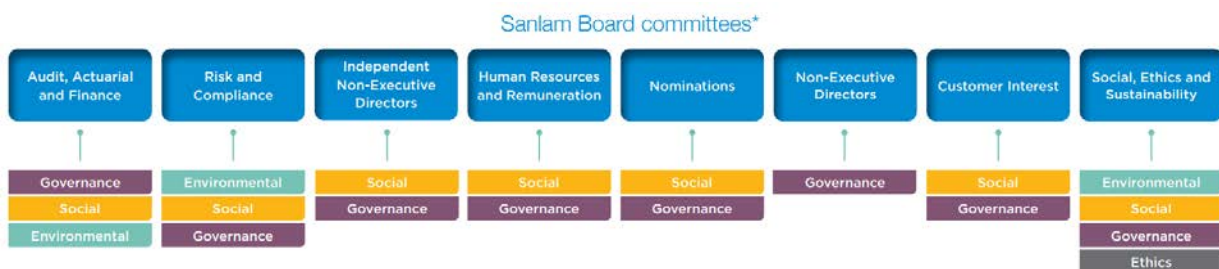 Sanlam Board committees*
Audit, Actuarial
and Finance
Risk and
Compliance
Independent
Non-Executive
Directors
Human Resources
and Remuneration
Nominations
Non-Executive
Directors
Customer Interest
Social, Ethics and
Sustainability
Governance
Social
Environmental
Environmental
Social
Governance
Social
Governance
Social
Governance
Social
Governance
Governance
Social
Governance
Environmental
Social
Governance
Ethics